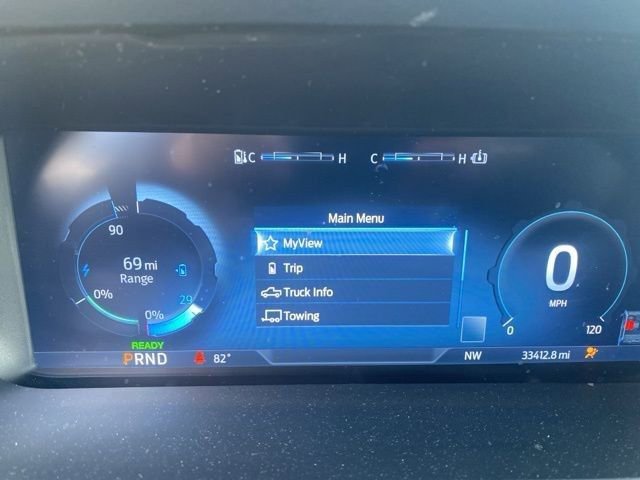 C H C H
Main Menu
MyView
Trip
Truck Info
Towing
90
69 mi
Range
0%
29
0%
0
MPH
0 120
READY
PRND 82° NW 33412.8 mi